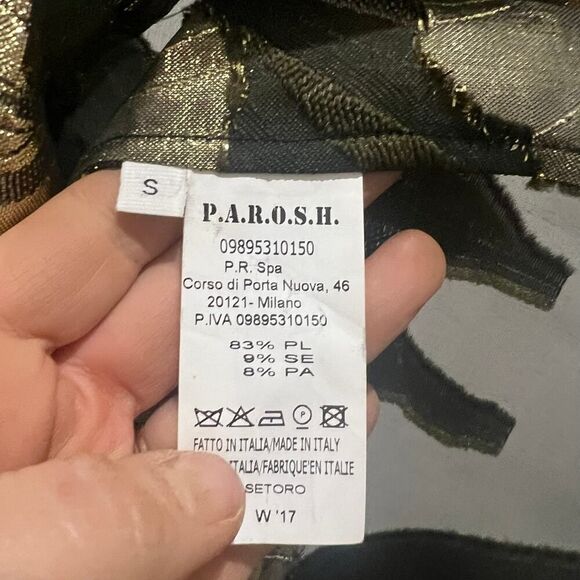 S
P.A.R.O.S.H.
09895310150
P.R. Spa
Corso di Porta Nuova, 46
20121- Milano
P.IVA 09895310150
83% PL
9% SE
8% PA
P
FATTO IN ITALIA/MADE IN ITALY
ITALIA/FABRIQUE'EN ITALIE
SETORO
W '17